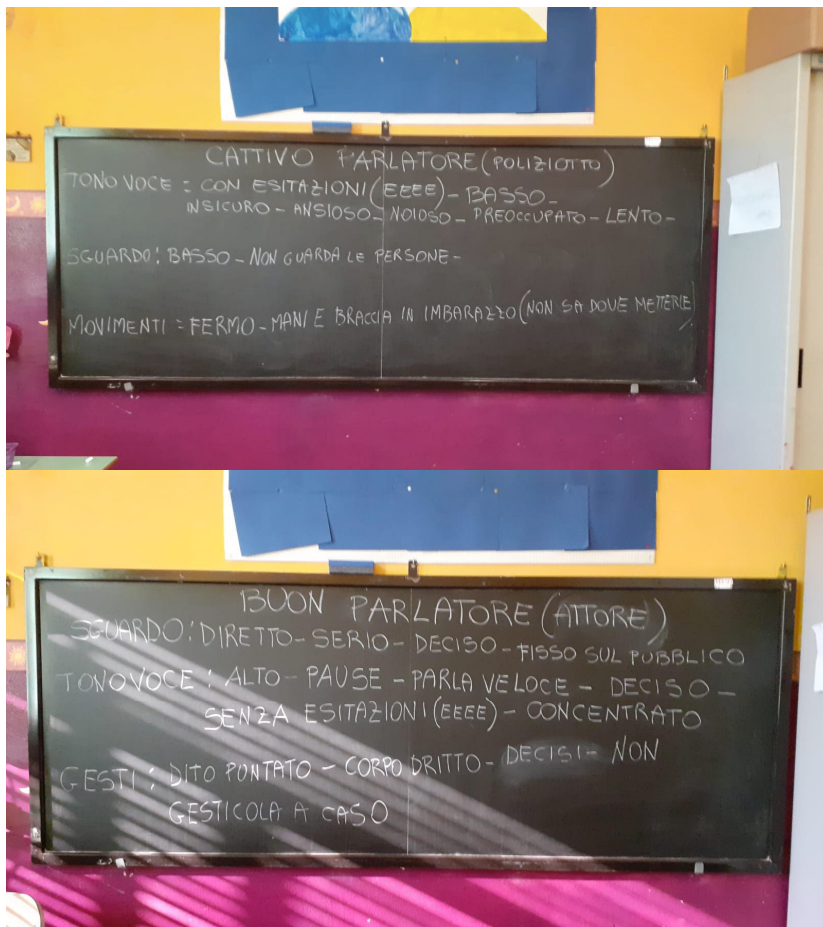 CATTIVO PARLATORE (POLIZIOTTO)
TONO VOCE = CON ESITAZIONI (EEEE) - BASSO -
INSICURO - ANSIOSO - NOIOSO - PREOCCUPATO - LENTO -
SGUARDO: BASSO - NON GUARDA LE PERSONE -
MOVIMENTI = FERMO - MANI E BRACCIA IN IMBARAZZO (NON SA DOVE METTERLE)
BUON PARLATORE (ATTORE)
SGUARDO: DIRETTO - SERIO - DECISO - FISSO SUL PUBBLICO
TONO VOCE: ALTO - PAUSE - PARLA VELOCE - DECISO -
SENZA ESITAZIONI (EEEE) - CONCENTRATO
GESTI: DITO PUNTATO - CORPO DRITTO - DECISI - NON
GESTICOLA A CASO